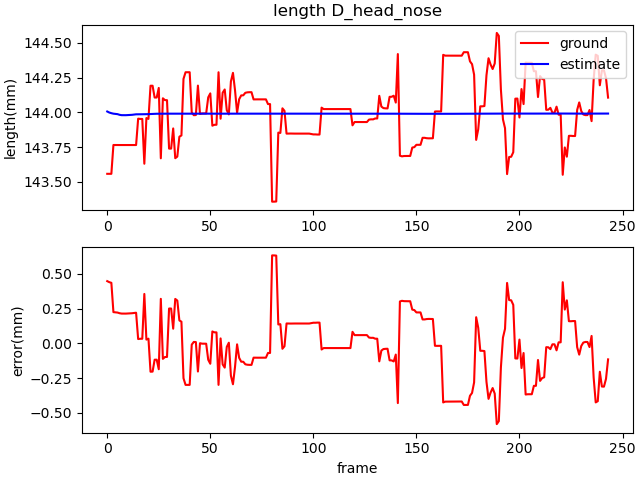 length D_head_nose
length(mm)
144.50
144.25
144.00
143.75
143.50
ground
estimate
0 50 100 150 200 250
error(mm)
0.50
0.25
0.00
−0.25
−0.50
0 50 100 150 200 250
frame